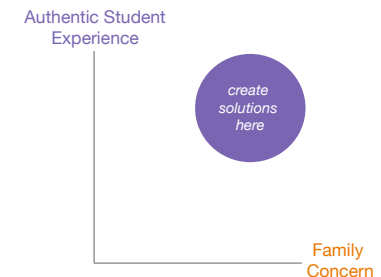 Authentic Student
Experience
create
solutions
here
Family
Concern